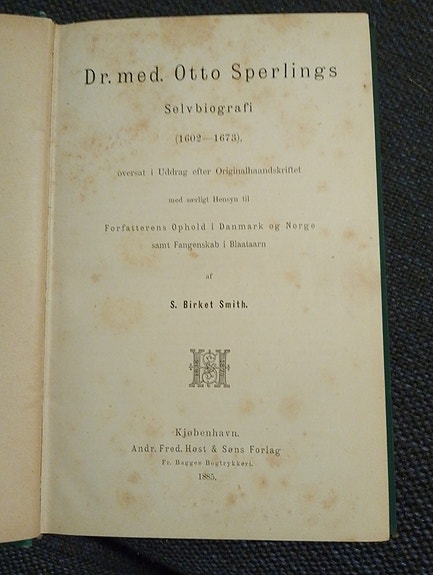 Dr. med. Otto Sperlings
Selvbiografi
(1602—1673),
oversat i Uddrag efter Originalhaandskriftet
med særligt Hensyn til
Forfatterens Ophold i Danmark og Norge
samt Fangenskab i Blaataarn
af
S. Birket Smith.
Kjøbenhavn.
Andr. Fred. Høst & Søns Forlag
Fr. Bagges Bogtrykkeri.
1885.